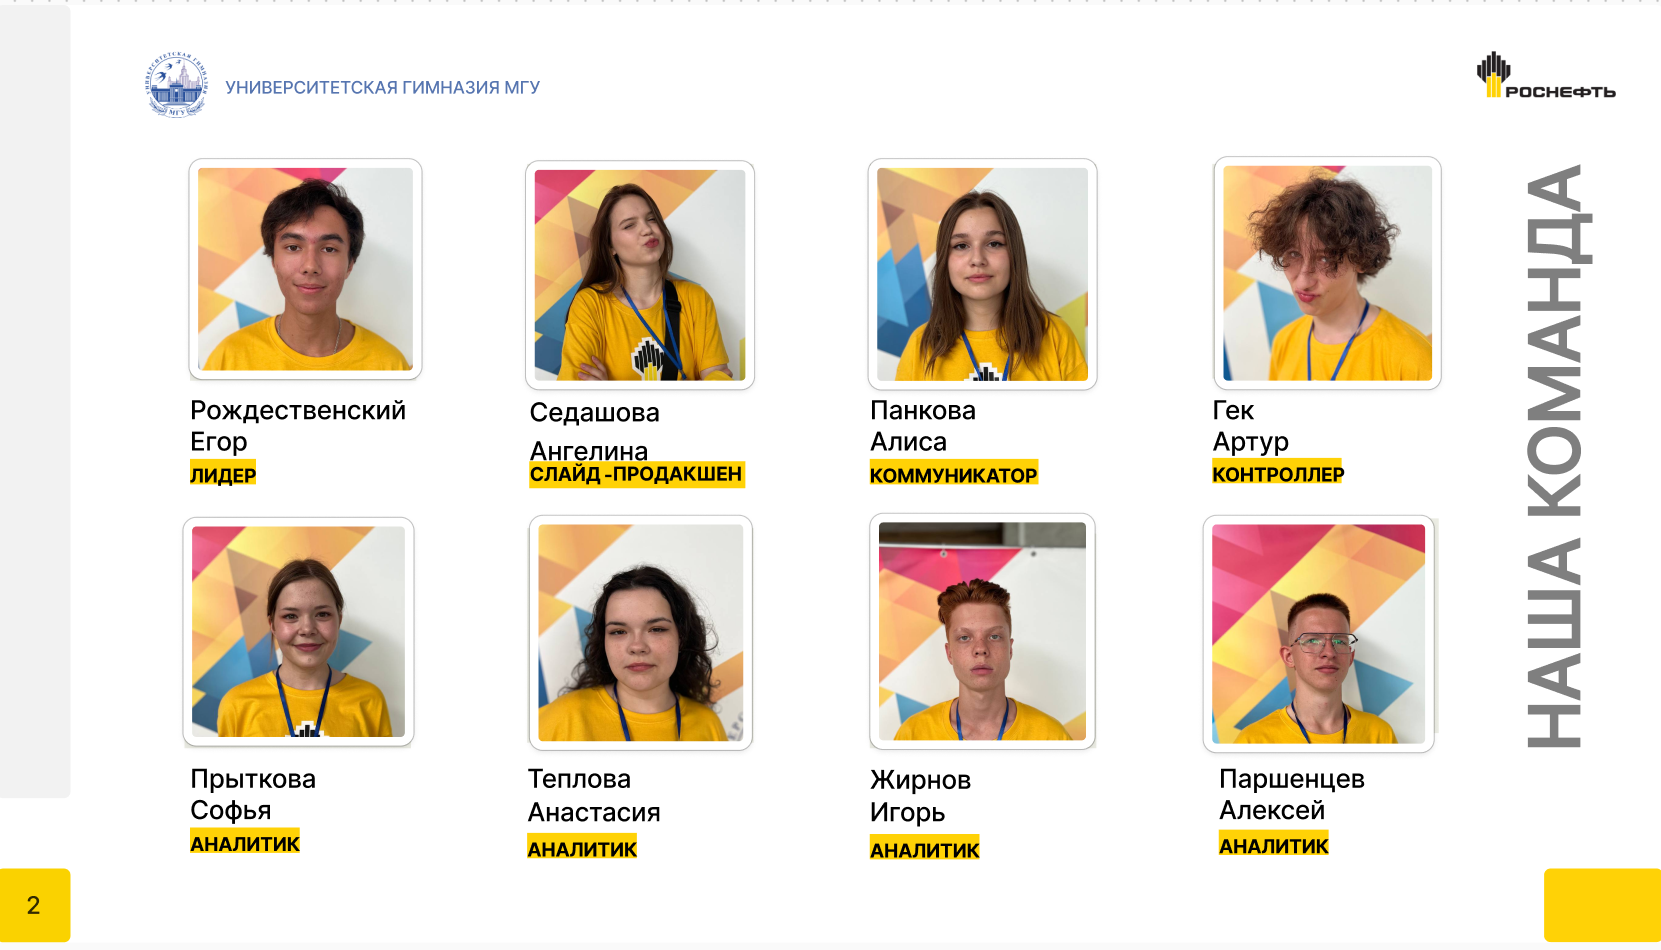 УНИВЕРСИТЕТСКАЯ ГИМНАЗИЯ МГУ
РОСНЕФТЬ
НАША КОМАНДА
Рождественский
Егор
ЛИДЕР
Седашова
Ангелина
СЛАЙД-ПРОДАКШЕН
Панкова
Алиса
КОММУНИКАТОР
Гек
Артур
КОНТРОЛЛЕР
Прыткова
Софья
АНАЛИТИК
Теплова
Анастасия
АНАЛИТИК
Жирнов
Игорь
АНАЛИТИК
Паршенцев
Алексей
АНАЛИТИК
2